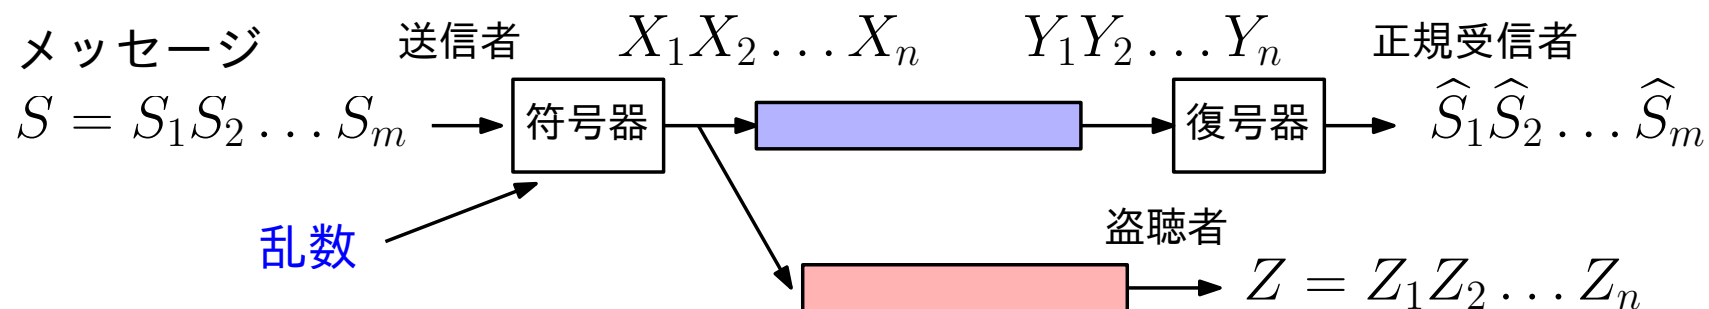 メッセージ 送信者 X₁X₂…Xₙ Y₁Y₂…Yₙ 正規受信者
S = S₁S₂…Sₘ 符号器 復号器 Ŝ₁Ŝ₂…Ŝₘ
乱数 盗聴者
Z = Z₁Z₂…Zₙ